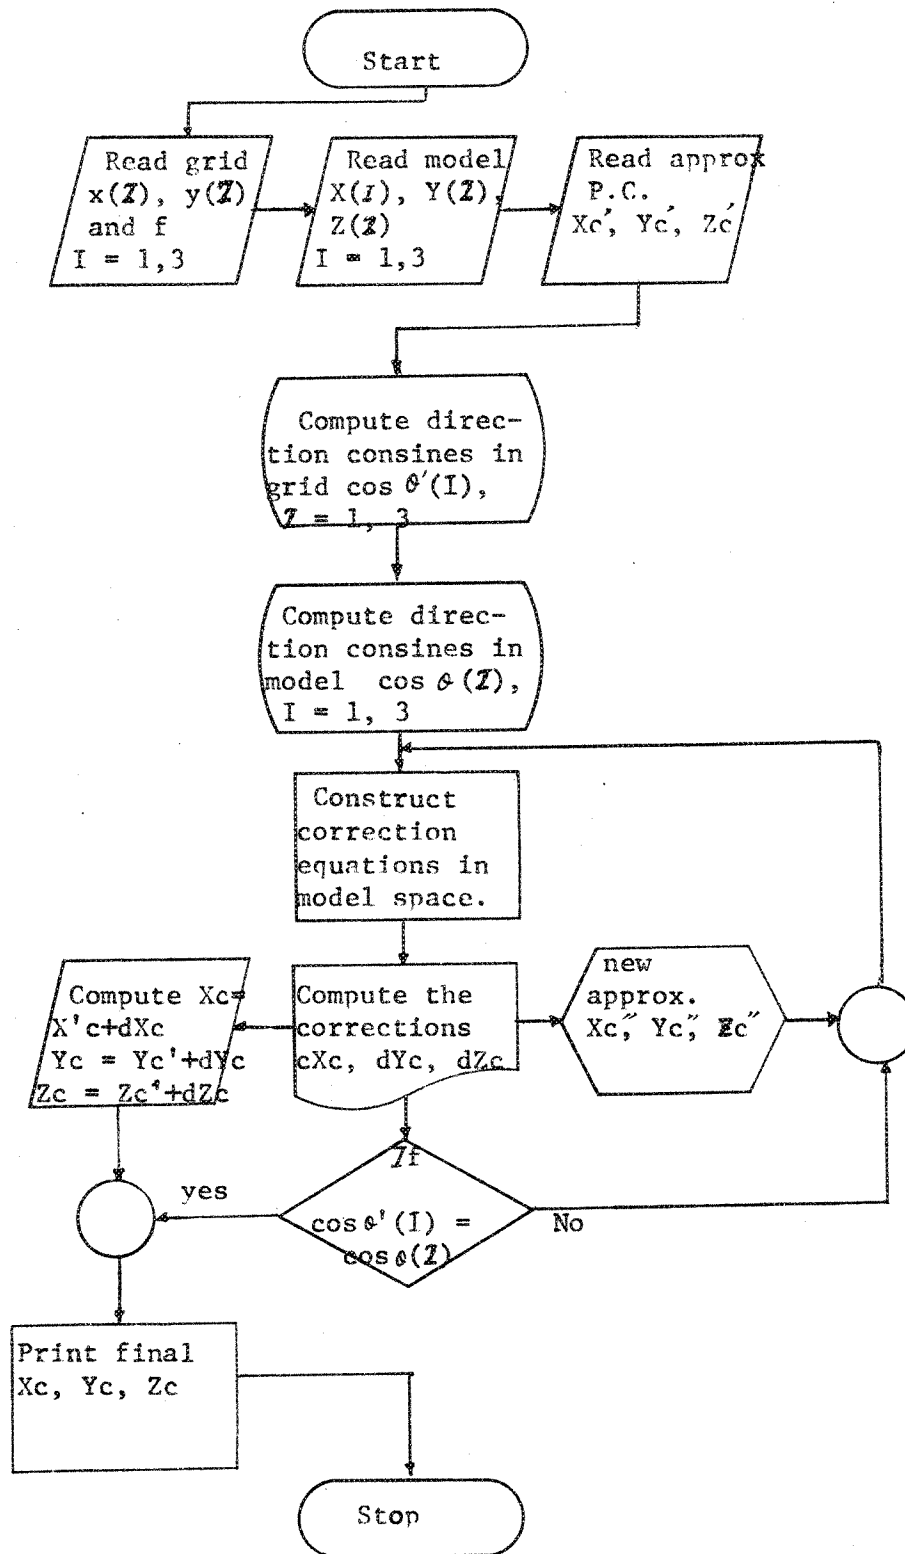 Start
Read grid
x(I), y(I)
and f
I = 1,3
Read model
X(I), Y(I),
Z(I)
I = 1,3
Read approx
P.C.
Xc', Yc', Zc'
Compute direc-
tion consines in
grid cos θ'(I),
I = 1, 3
Compute direc-
tion consines in
model cos θ (I),
I = 1, 3
Construct
correction
equations in
model space.
Compute Xc=
X'c+dXc
Yc = Yc'+dYc
Zc = Zc'+dZc
Compute the
corrections
cXc, dYc, dZc
new
approx.
Xc", Yc", Zc"
If
cos θ'(I) =
cos θ(I)
yes
No
Print final
Xc, Yc, Zc
Stop